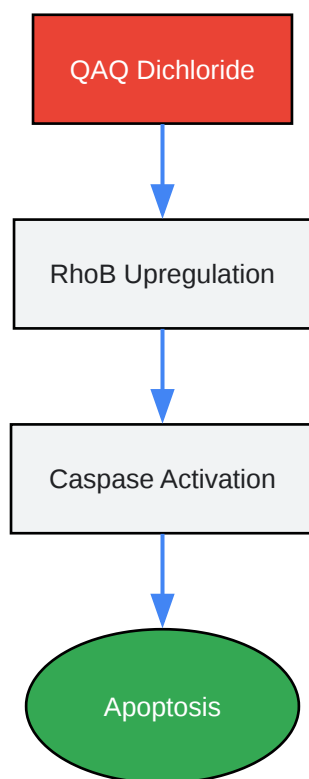 QAQ Dichloride
RhoB Upregulation
Caspase Activation
Apoptosis